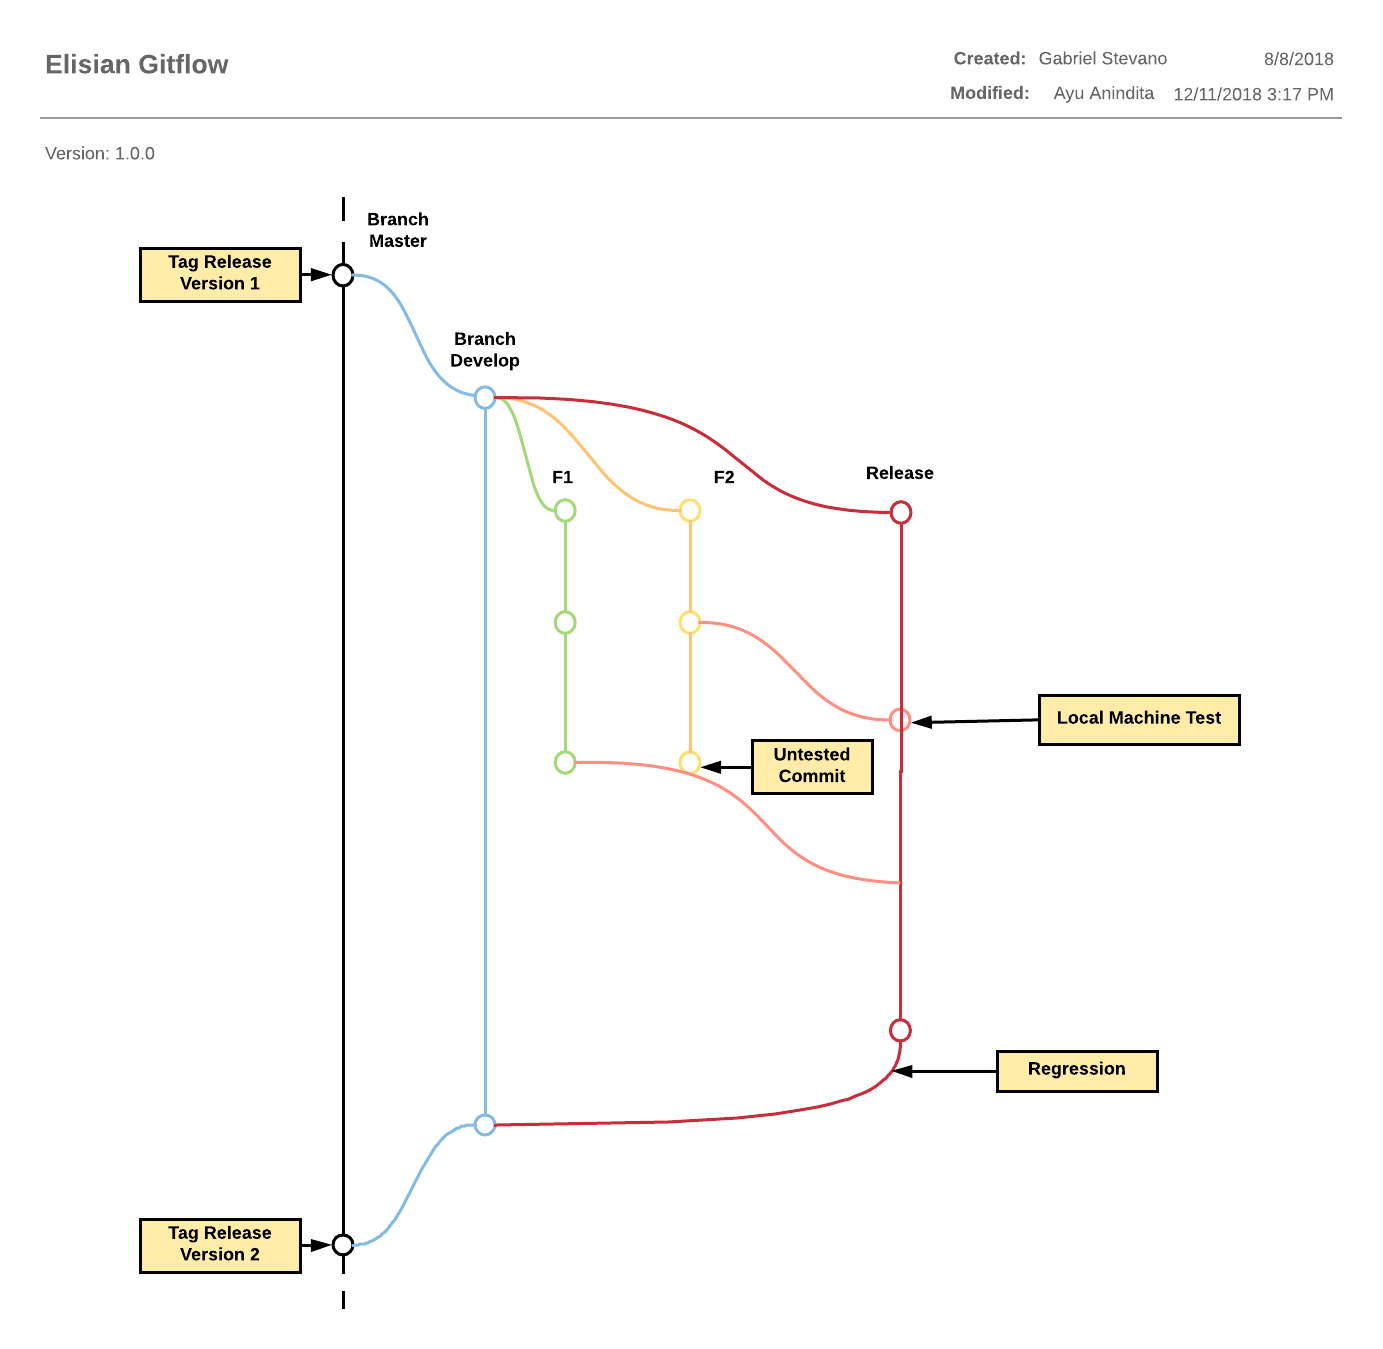 Elisian Gitflow
Created: Gabriel Stevano 8/8/2018
Modified: Ayu Anindita 12/11/2018 3:17 PM
Version: 1.0.0
Branch
Master
Tag Release
Version 1
Branch
Develop
F1
F2
Release
Local Machine Test
Untested
Commit
Regression
Tag Release
Version 2